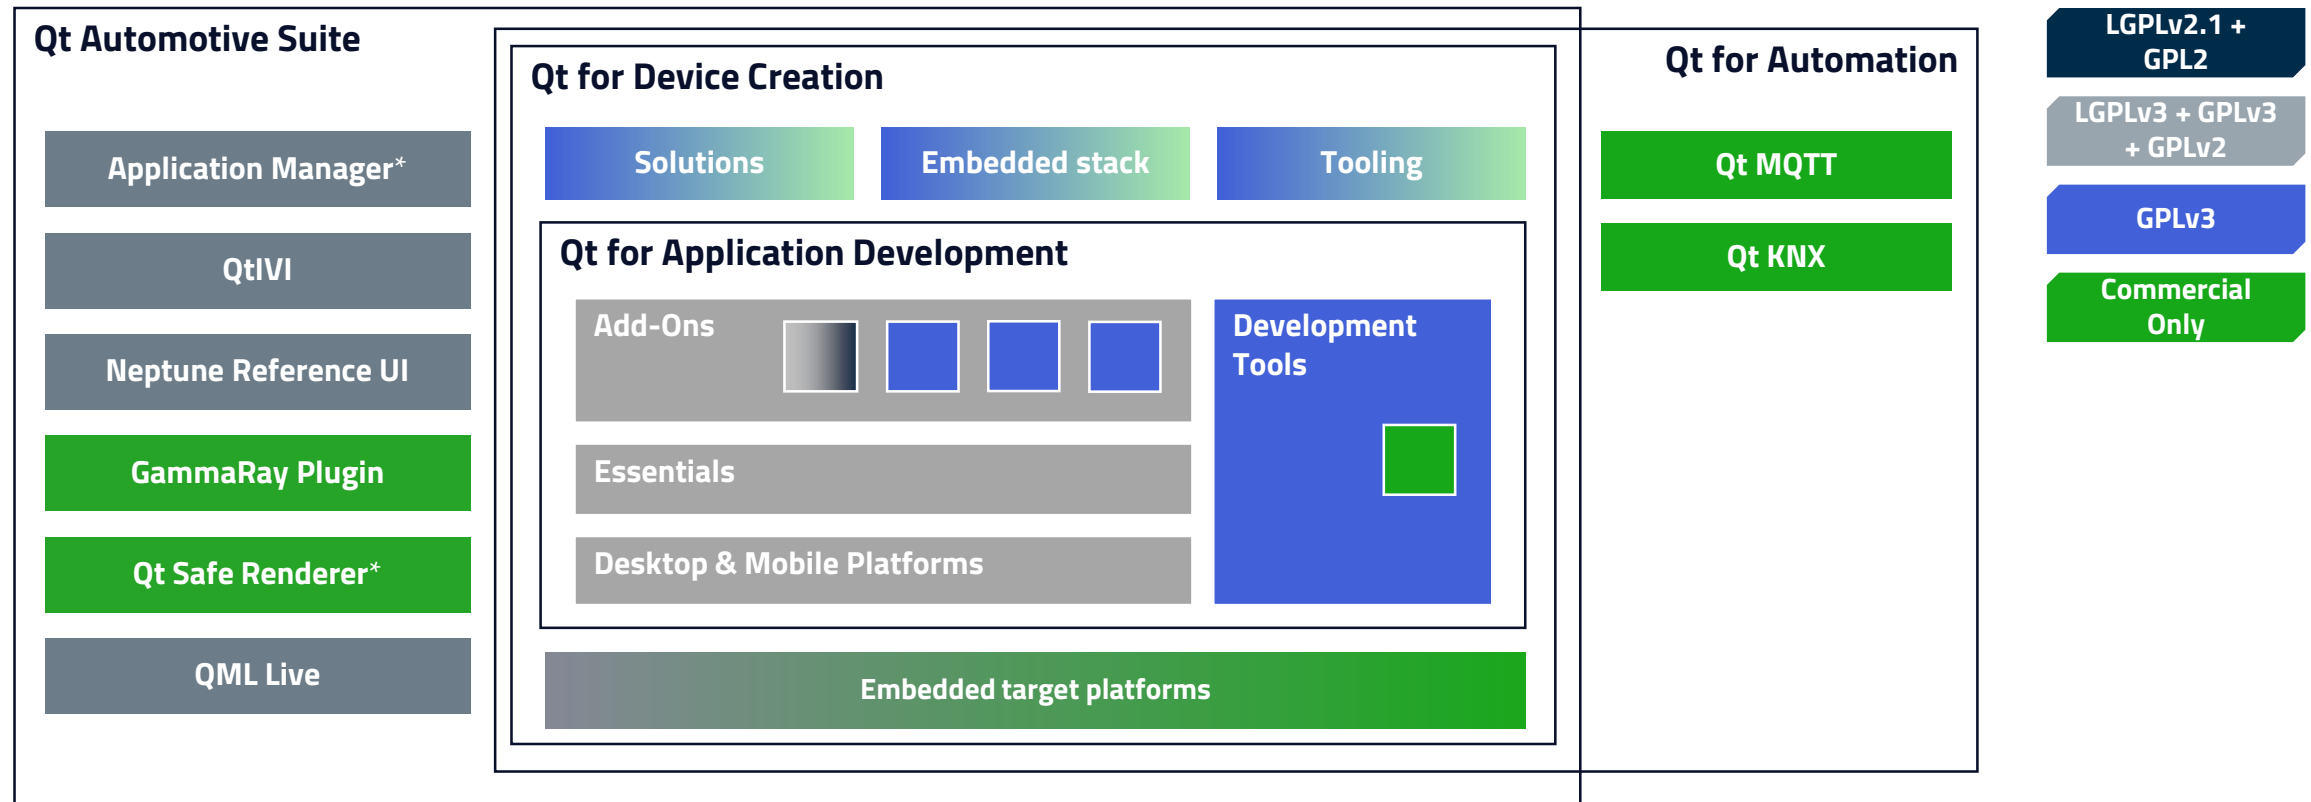 Qt Automotive Suite
Application Manager*
QtIVI
Neptune Reference UI
GammaRay Plugin
Qt Safe Renderer*
QML Live
Qt for Device Creation
Solutions
Embedded stack
Tooling
Qt for Application Development
Add-Ons
Essentials
Desktop & Mobile Platforms
Development
Tools
Embedded target platforms
Qt for Automation
Qt MQTT
Qt KNX
LGPLv2.1 +
GPL2
LGPLv3 + GPLv3
+ GPLv2
GPLv3
Commercial
Only